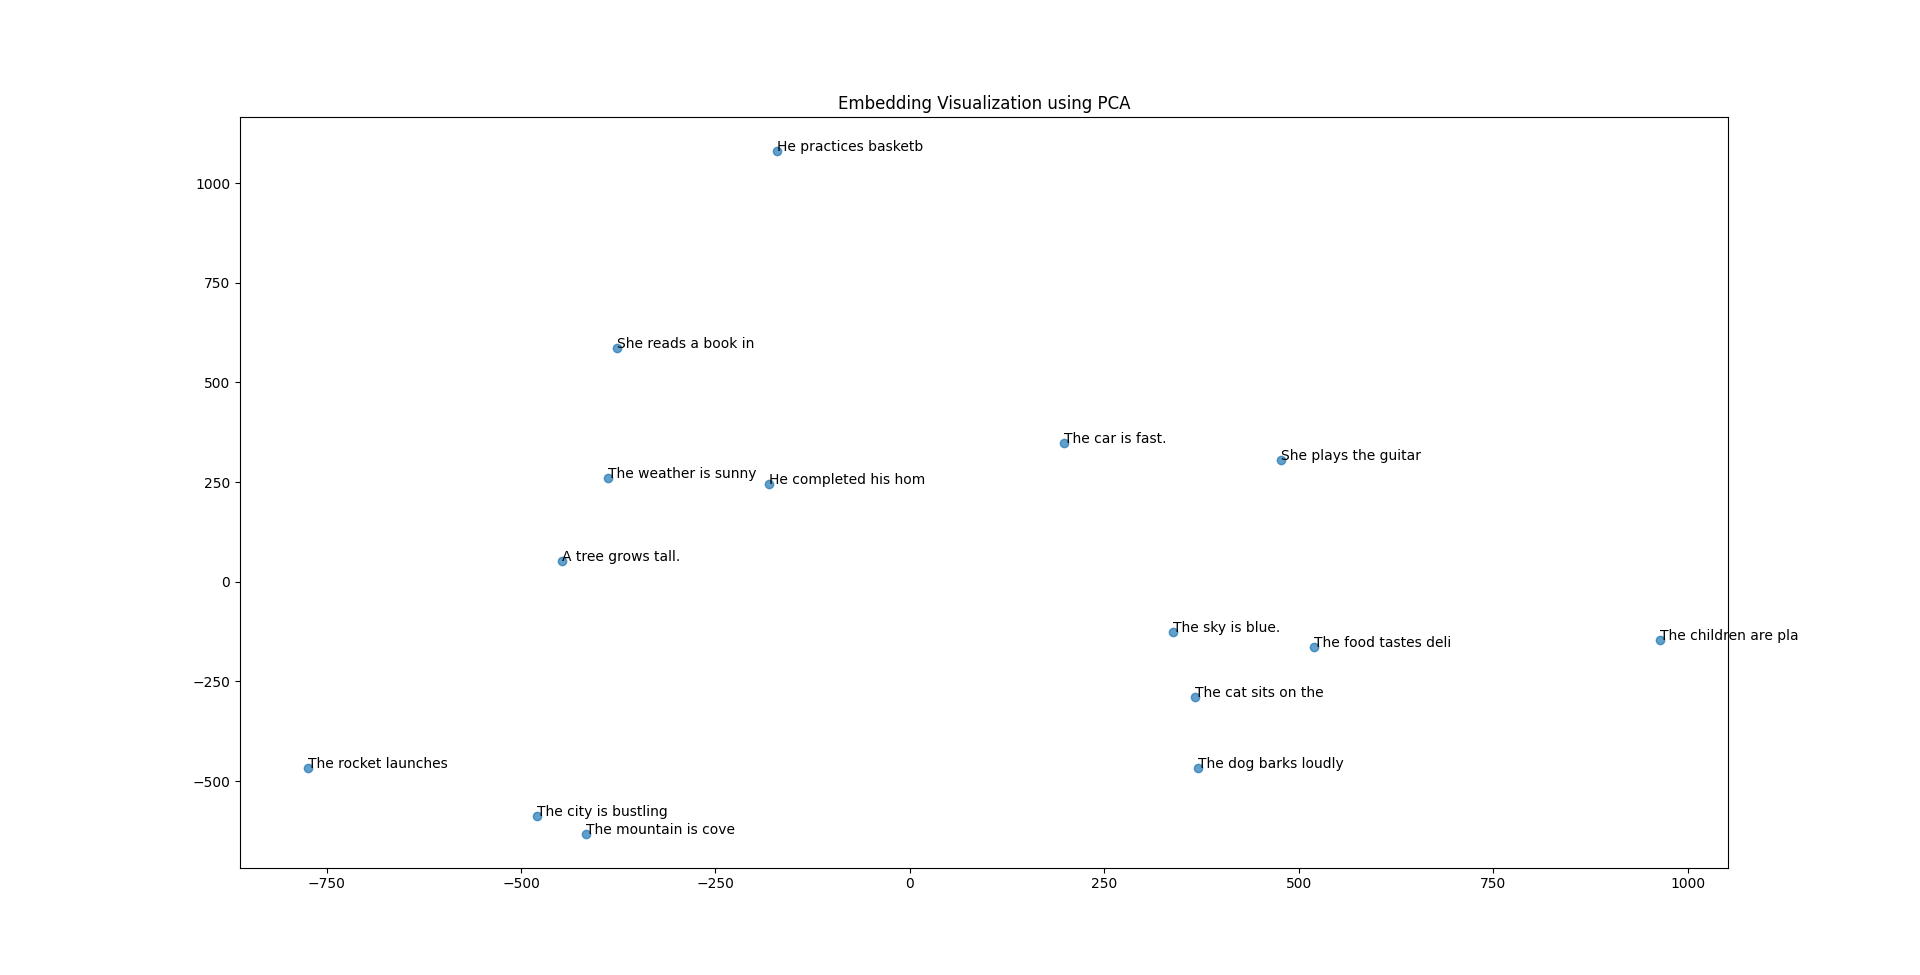 Embedding Visualization using PCA
He practices basketb
1000
750
She reads a book in
500
The car is fast.
She plays the guitar
The weather is sunny
He completed his hom
250
A tree grows tall.
0
The sky is blue.
The children are pla
The food tastes deli
−250
The cat sits on the
The rocket launches
The dog barks loudly
−500
The city is bustling
The mountain is cove
−750
−500
−250
0
250
500
750
1000